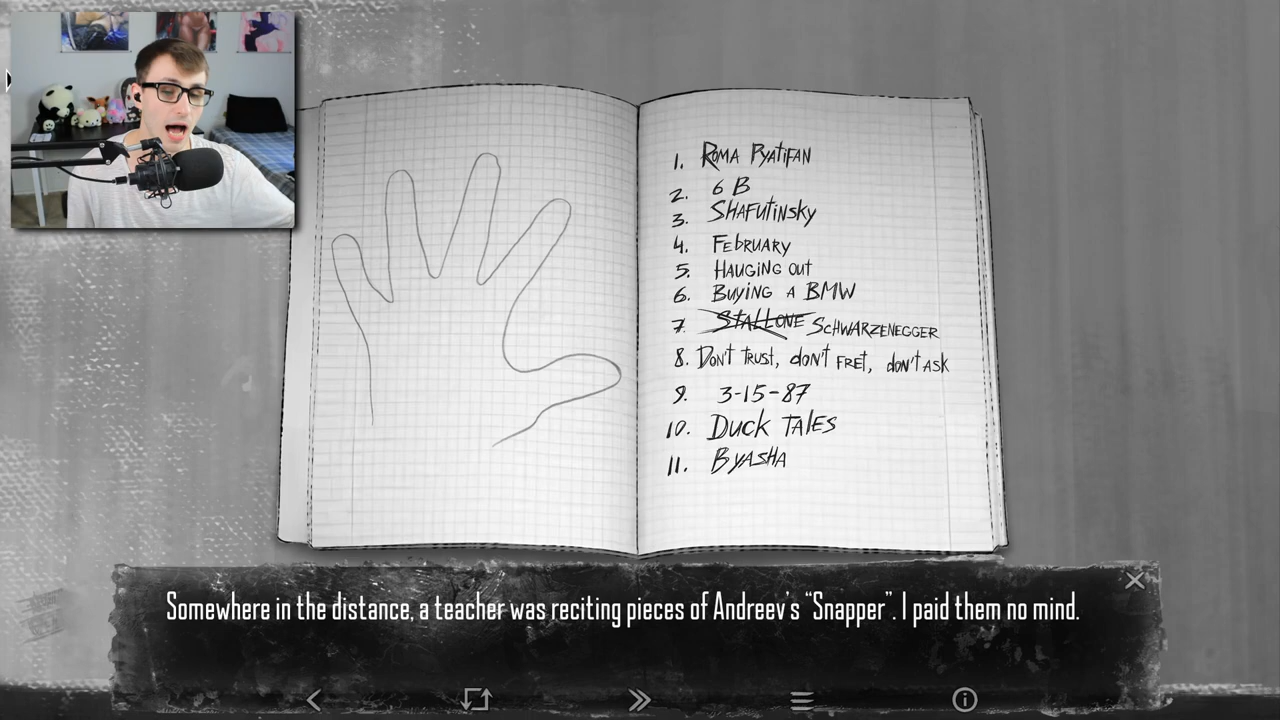 1. ROMA PYATIFAN
2. 6 B
3. SHAFUTINSKY
4. FEBRUARY
5. HAUGING OUT
6. BUYING A BMW
7. STALLONE SCHWARZENEGGER
8. DON'T TRUST, DON'T FRET, DON'T ASK
9. 3-15-87
10. DUCK TALES
11. BYASHA
Somewhere in the distance, a teacher was reciting pieces of Andreev's "Snapper". I paid them no mind.